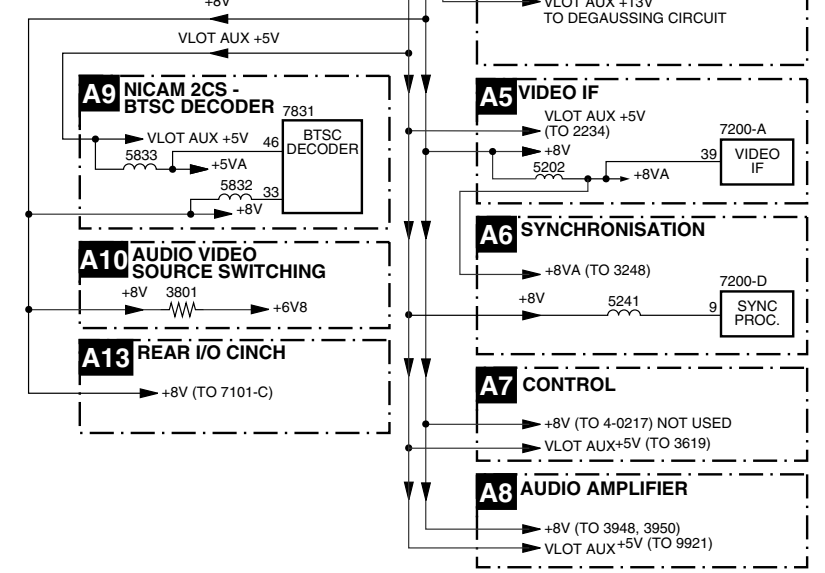 +8V
VLOT AUX +13V
TO DEGAUSSING CIRCUIT
VLOT AUX +5V
A9 NICAM 2CS -
BTSC DECODER
7831
VLOT AUX +5V
46
BTSC
DECODER
5833
+5VA
5832
33
+8V
A10 AUDIO VIDEO
SOURCE SWITCHING
+8V
3801
+6V8
A13 REAR I/O CINCH
+8V (TO 7101-C)
A5 VIDEO IF
VLOT AUX +5V
(TO 2234)
7200-A
+8V
39
VIDEO
IF
5202
+8VA
A6 SYNCHRONISATION
+8VA (TO 3248)
7200-D
+8V
5241
9
SYNC
PROC.
A7 CONTROL
+8V (TO 4-0217) NOT USED
VLOT AUX+5V (TO 3619)
A8 AUDIO AMPLIFIER
+8V (TO 3948, 3950)
VLOT AUX+5V (TO 9921)